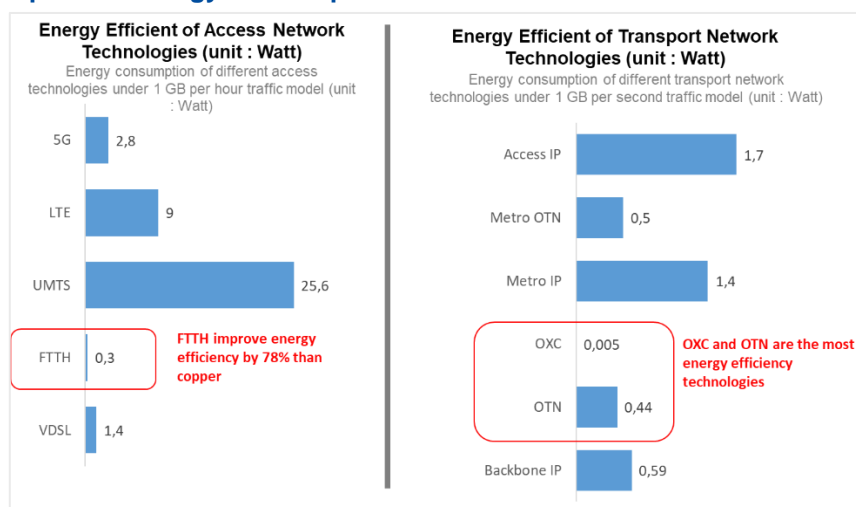 Energy Efficient of Access Network
Technologies (unit : Watt)
Energy consumption of different access
technologies under 1 GB per hour traffic model (unit
: Watt)
5G
2,8
LTE
9
UMTS
25,6
FTTH
0,3
FTTH improve energy
efficiency by 78% than
copper
VDSL
1,4
Energy Efficient of Transport Network
Technologies (unit : Watt)
Energy consumption of different transport network
technologies under 1 GB per second traffic model (unit : Watt)
Access IP
1,7
Metro OTN
0,5
Metro IP
1,4
OXC
0,005
OXC and OTN are the most
energy efficiency
technologies
OTN
0,44
Backbone IP
0,59